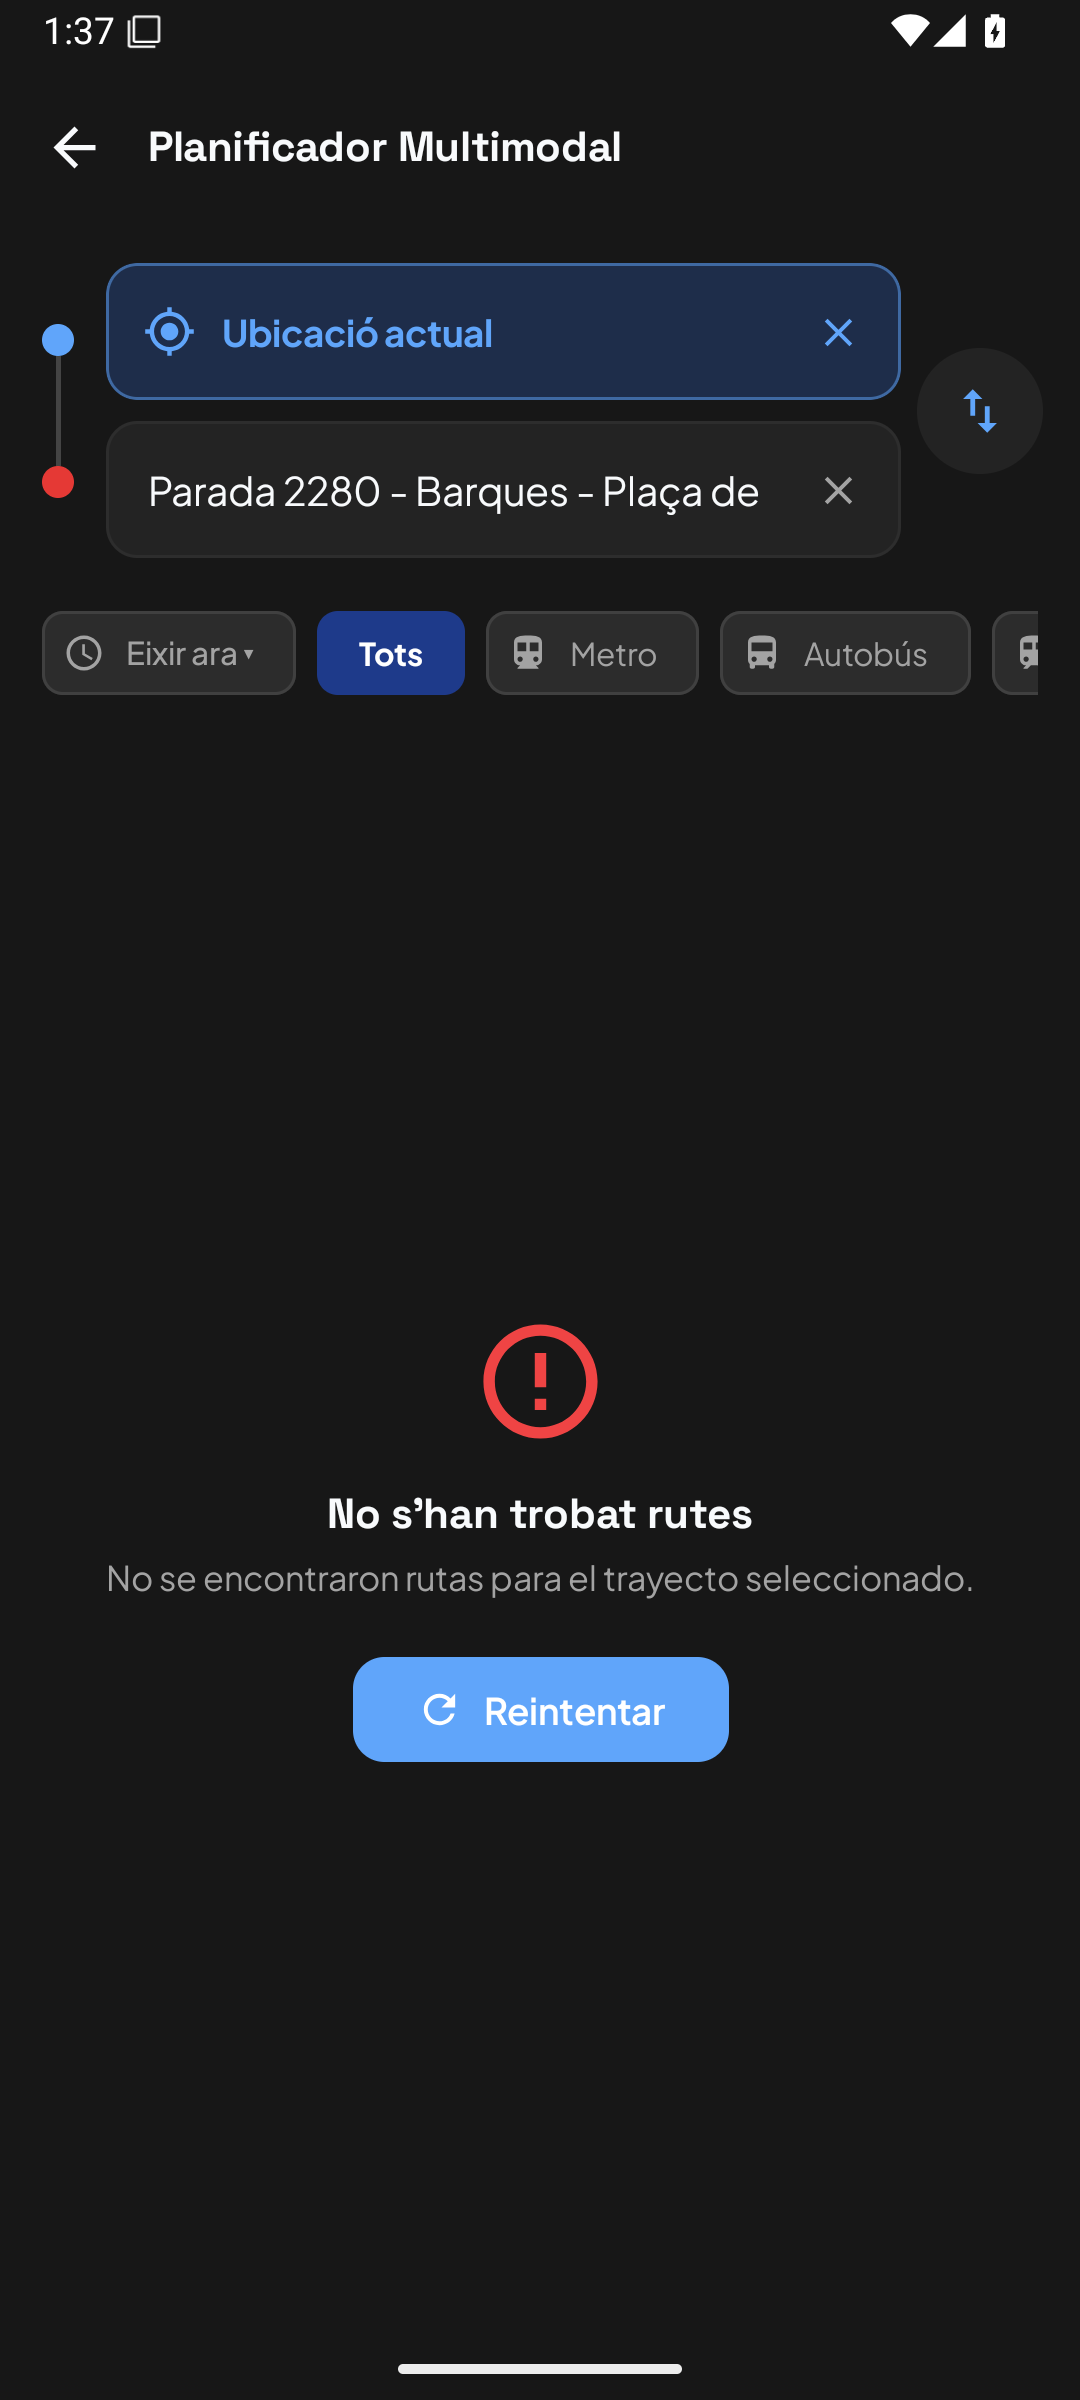 1:37
Planificador Multimodal
Ubicació actual
Parada 2280 - Barques - Plaça de
Eixir ara ▾
Tots
Metro
Autobús
No s'han trobat rutes
No se encontraron rutas para el trayecto seleccionado.
Reintentar